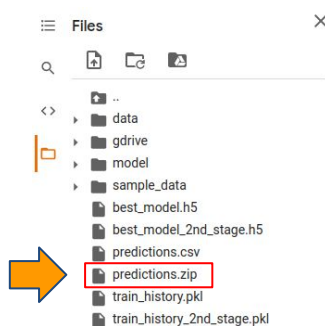 Files
..
data
gdrive
model
sample_data
best_model.h5
best_model_2nd_stage.h5
predictions.csv
predictions.zip
train_history.pkl
train_history_2nd_stage.pkl